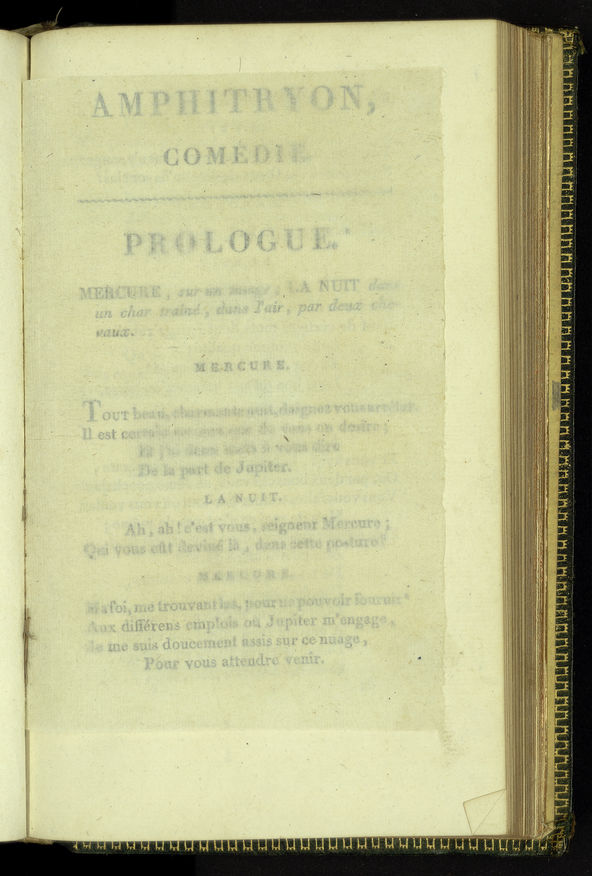 AMPHITRYON,
COMÉDIE.
PROLOGUE.
MERCURE, sur un nuage; LA NUIT dans
un char traîné, dans l'air, par deux che-
vaux.
MERCURE.
Tout beau, charmante nuit, daignez vous arrêter.
Il est certain secours que de vous on desire;
Et j'ai deux mots à vous dire
De la part de Jupiter.
LA NUIT.
Ah, ah! c'est vous, seigneur Mercure;
Qui vous eût deviné là, dans cette posture?
MERCURE.
Ma foi, me trouvant las, pour ne pouvoir fournir
Aux différens emplois où Jupiter m'engage,
Je me suis doucement assis sur ce nuage,
Pour vous attendre venir.